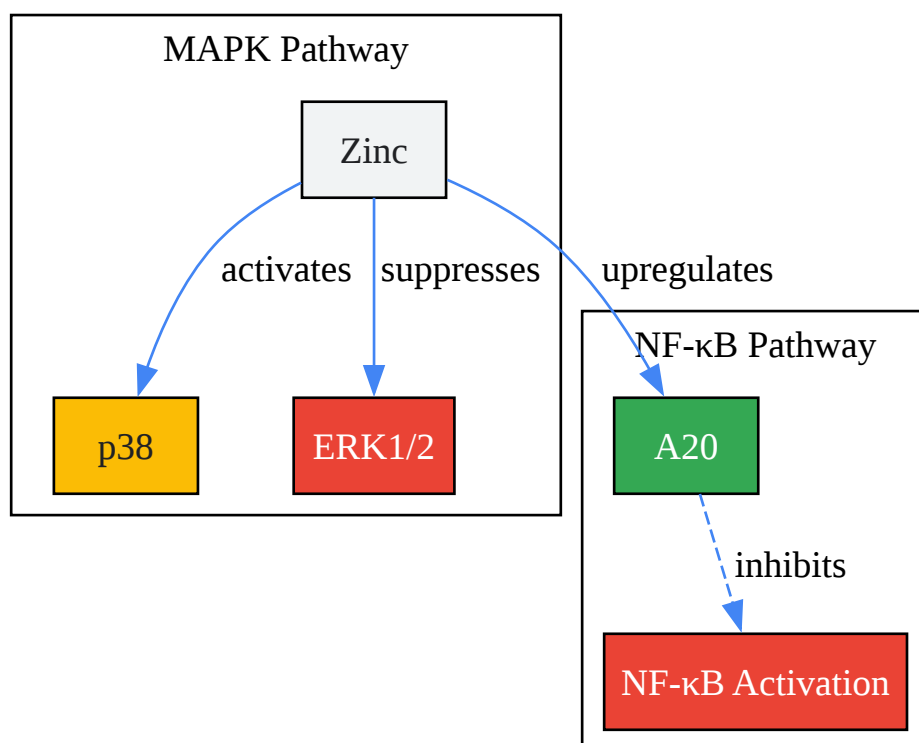 MAPK Pathway
Zinc
activates
suppresses
upregulates
NF-κB Pathway
p38
ERK1/2
A20
inhibits
NF-κB Activation